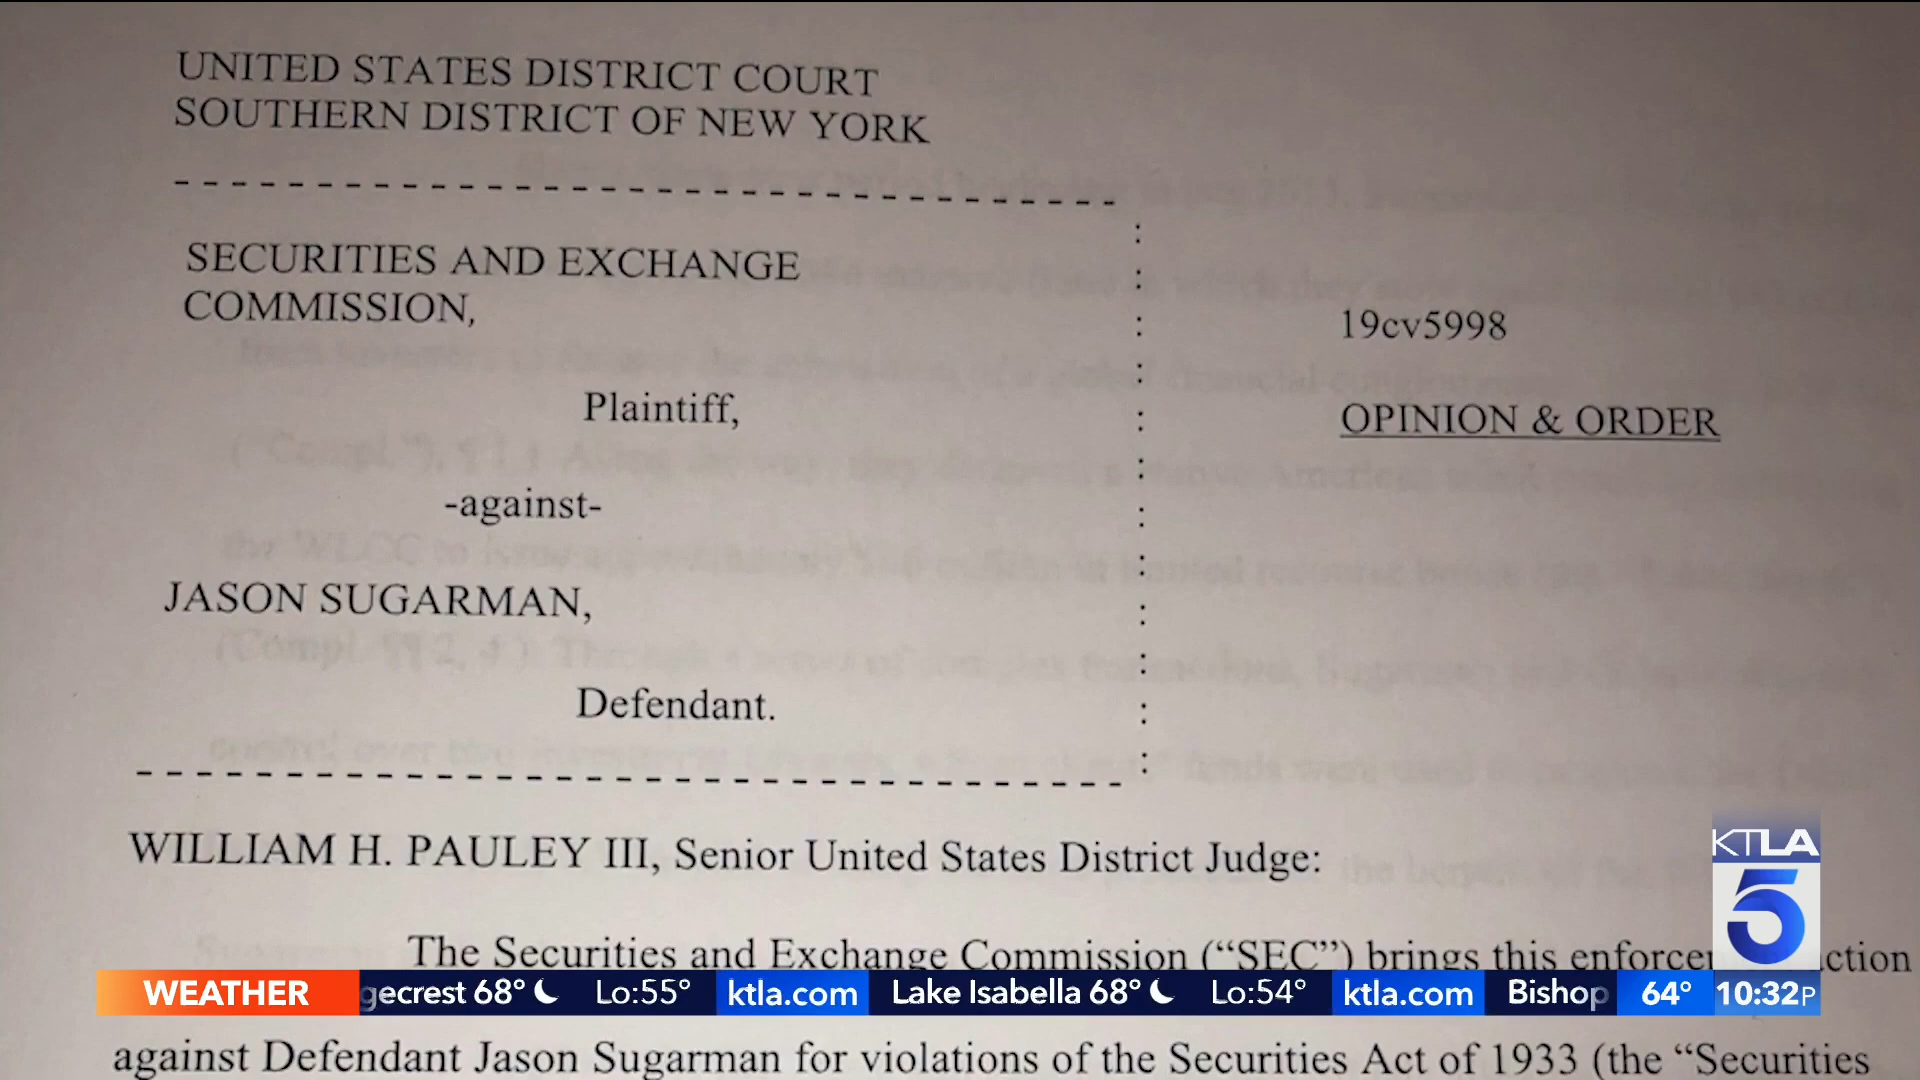 UNITED STATES DISTRICT COURT
SOUTHERN DISTRICT OF NEW YORK
SECURITIES AND EXCHANGE
COMMISSION,
19cv5998
Plaintiff,
OPINION & ORDER
-against-
JASON SUGARMAN,
Defendant.
WILLIAM H. PAULEY III, Senior United States District Judge:
The Securities and Exchange Commission ("SEC") brings this
against Defendant Jason Sugarman for violations of the Securities Act of 1933 (the "Securities
KTLA
5
WEATHER gecrest 68° Lo:55° ktla.com Lake Isabella 68° Lo:54° ktla.com Bishop 64° 10:32P